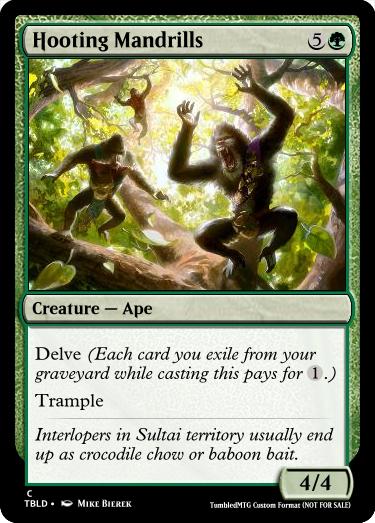 Hooting Mandrills 5
Creature — Ape
Delve (Each card you exile from your
graveyard while casting this pays for 1.)
Trample
Interlopers in Sultai territory usually end
up as crocodile chow or baboon bait.
4/4
C
TBLD • Mike Bierek
TumbledMTG Custom Format (NOT FOR SALE)